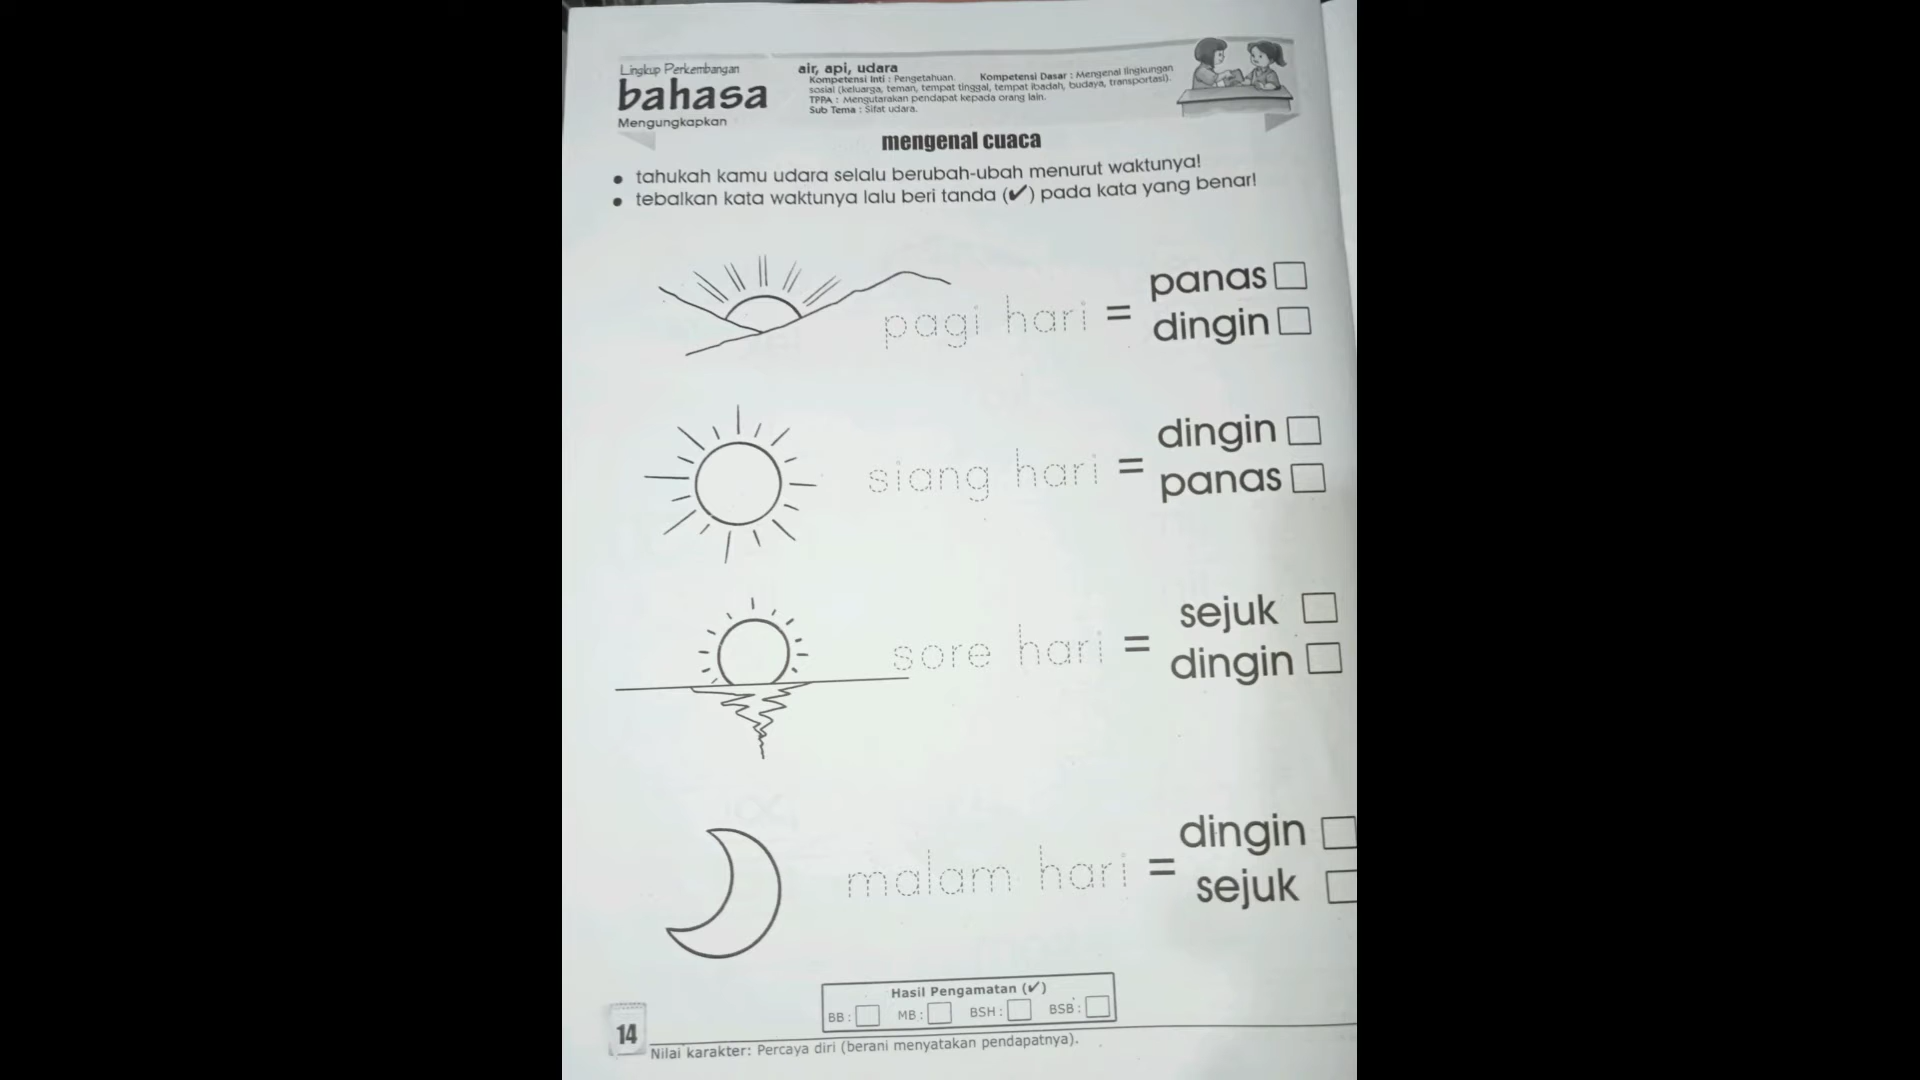 Lingkup Perkembangan
bahasa
Mengungkapkan
air, api, udara
Kompetensi Inti : Pengetahuan. Kompetensi Dasar : Mengenal lingkungan
sosial (keluarga, teman, tempat tinggal, tempat ibadah, budaya, transportasi).
TPPA : Mengutarakan pendapat kepada orang lain.
Sub Tema : Sifat udara.
mengenal cuaca
• tahukah kamu udara selalu berubah-ubah menurut waktunya!
• tebalkan kata waktunya lalu beri tanda (✔) pada kata yang benar!
panas
pagi hari =
dingin
dingin
siang hari =
panas
sejuk
sore hari =
dingin
dingin
malam hari =
sejuk
Hasil Pengamatan (✔)
BB : MB : BSH : BSB :
14
Nilai karakter: Percaya diri (berani menyatakan pendapatnya).